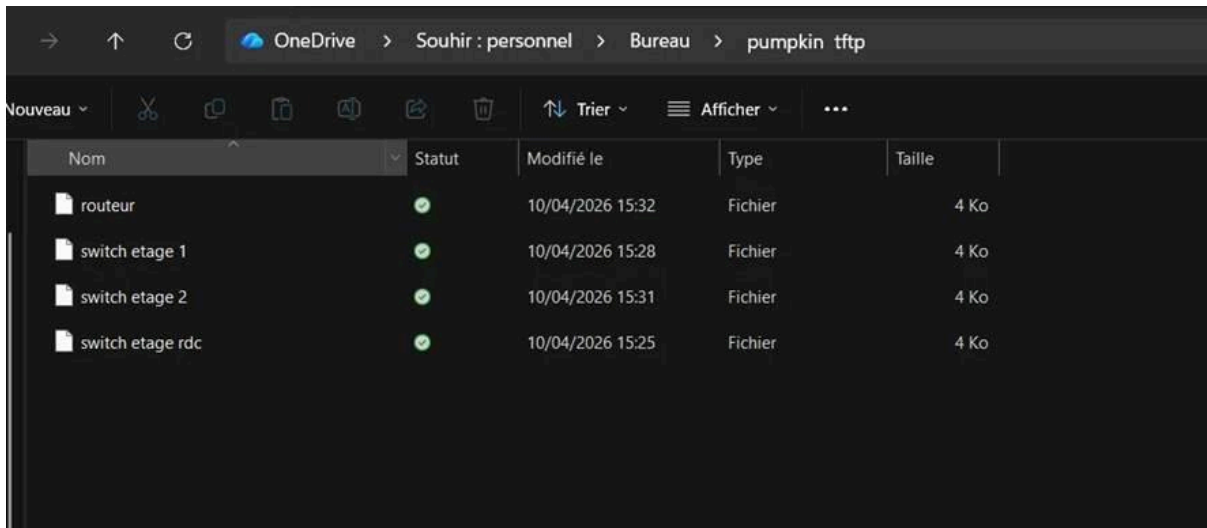 OneDrive > Souhir : personnel > Bureau > pumpkin tftp
Nouveau Trier Afficher ...
Nom Statut Modifié le Type Taille
routeur 10/04/2026 15:32 Fichier 4 Ko
switch etage 1 10/04/2026 15:28 Fichier 4 Ko
switch etage 2 10/04/2026 15:31 Fichier 4 Ko
switch etage rdc 10/04/2026 15:25 Fichier 4 Ko